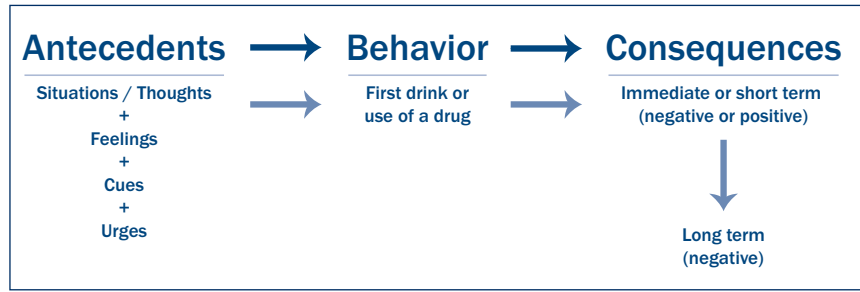 Antecedents
Behavior
Consequences
Situations / Thoughts
+
Feelings
+
Cues
+
Urges
First drink or
use of a drug
Immediate or short term
(negative or positive)
Long term
(negative)